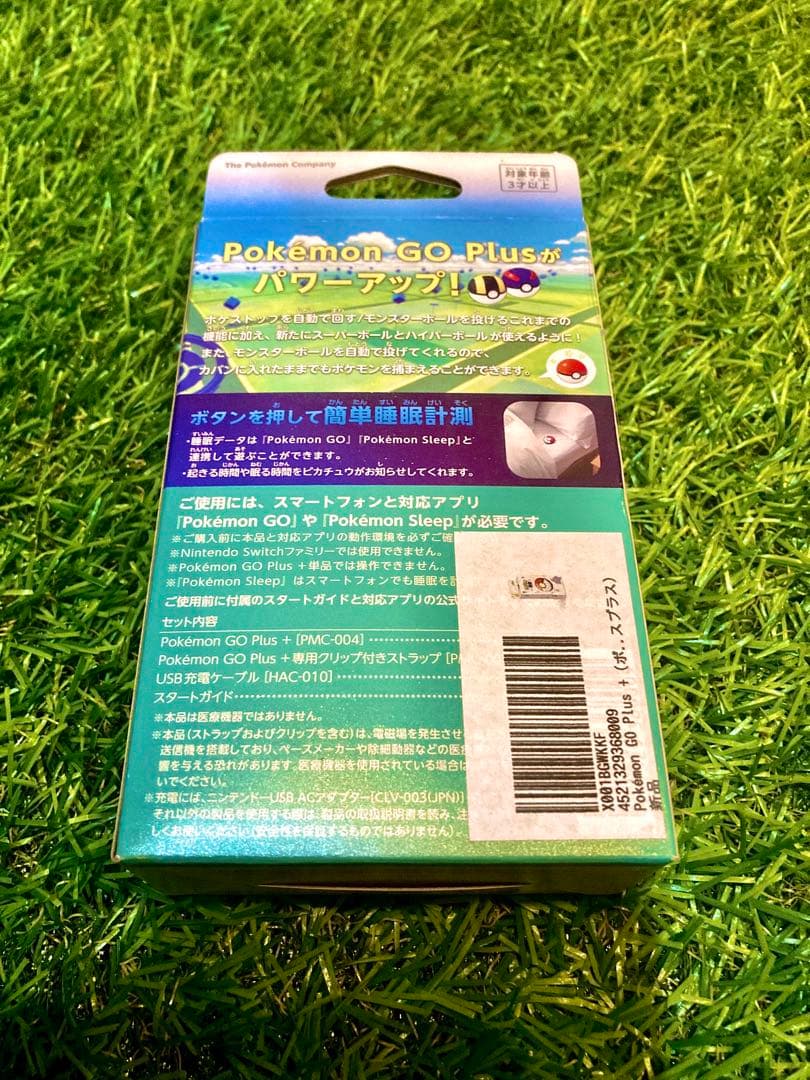 The Pokémon Company
対象年齢
3才以上
Pokémon GO Plusが
パワーアップ!
ポケストップを自動で回す/モンスターボールを投げるこれまでの
機能に加え、新たにスーパーボールとハイパーボールが使えるように!
また、モンスターボールを自動で投げてくれるので、
カバンに入れたままでもポケモンを捕まえることができます。
ボタンを押して簡単睡眠計測
・睡眠データは『Pokémon GO』『Pokémon Sleep』と
連携して遊ぶことができます。
・起きる時間や眠る時間をピカチュウがお知らせしてくれます。
ご使用には、スマートフォンと対応アプリ
『Pokémon GO』や『Pokémon Sleep』が必要です。
※ご購入前に本品と対応アプリの動作環境を必ずご確
※Nintendo Switchファミリーでは使用できません。
※Pokémon GO Plus +単品では操作できません。
※『Pokémon Sleep』はスマートフォンでも睡眠を計
ご使用前に付属のスタートガイドと対応アプリの公式
セット内容
Pokémon GO Plus + [PMC-004]
Pokémon GO Plus +専用クリップ付きストラップ
USB充電ケーブル [HAC-010]
スタートガイド
※本品は医療機器ではありません。
※本品(ストラップおよびクリップを含む)は、電磁場を発生させ
送信機を搭載しており、ペースメーカーや除細動器などの医
響を与える恐れがあります。医療機器を使用されている場合は
いでください。
※充電には、ニンテンドーUSB ACアダプター[CLV-003(JPN)]
それ以外の製品を使用する際は、製品の取扱説明書を読み、注
しくお使いください(安全性を保証するものではありません)。
X001BGWKKF
4521329368009
Pokémon GO Plus + (ポ..スプラス)
新品